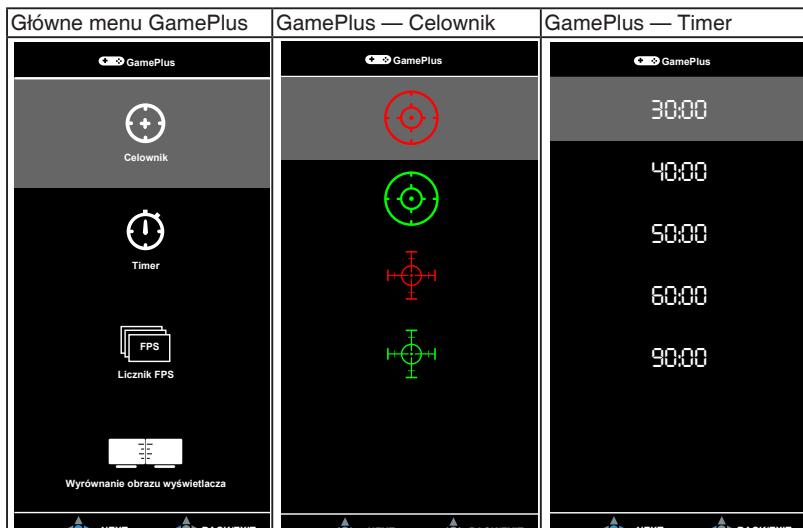 Główne menu GamePlus
GamePlus — Celownik
GamePlus — Timer
GamePlus
Celownik
Timer
FPS
Licznik FPS
Wyrównanie obrazu wyświetlacza
GamePlus
GamePlus
30:00
40:00
50:00
60:00
90:00